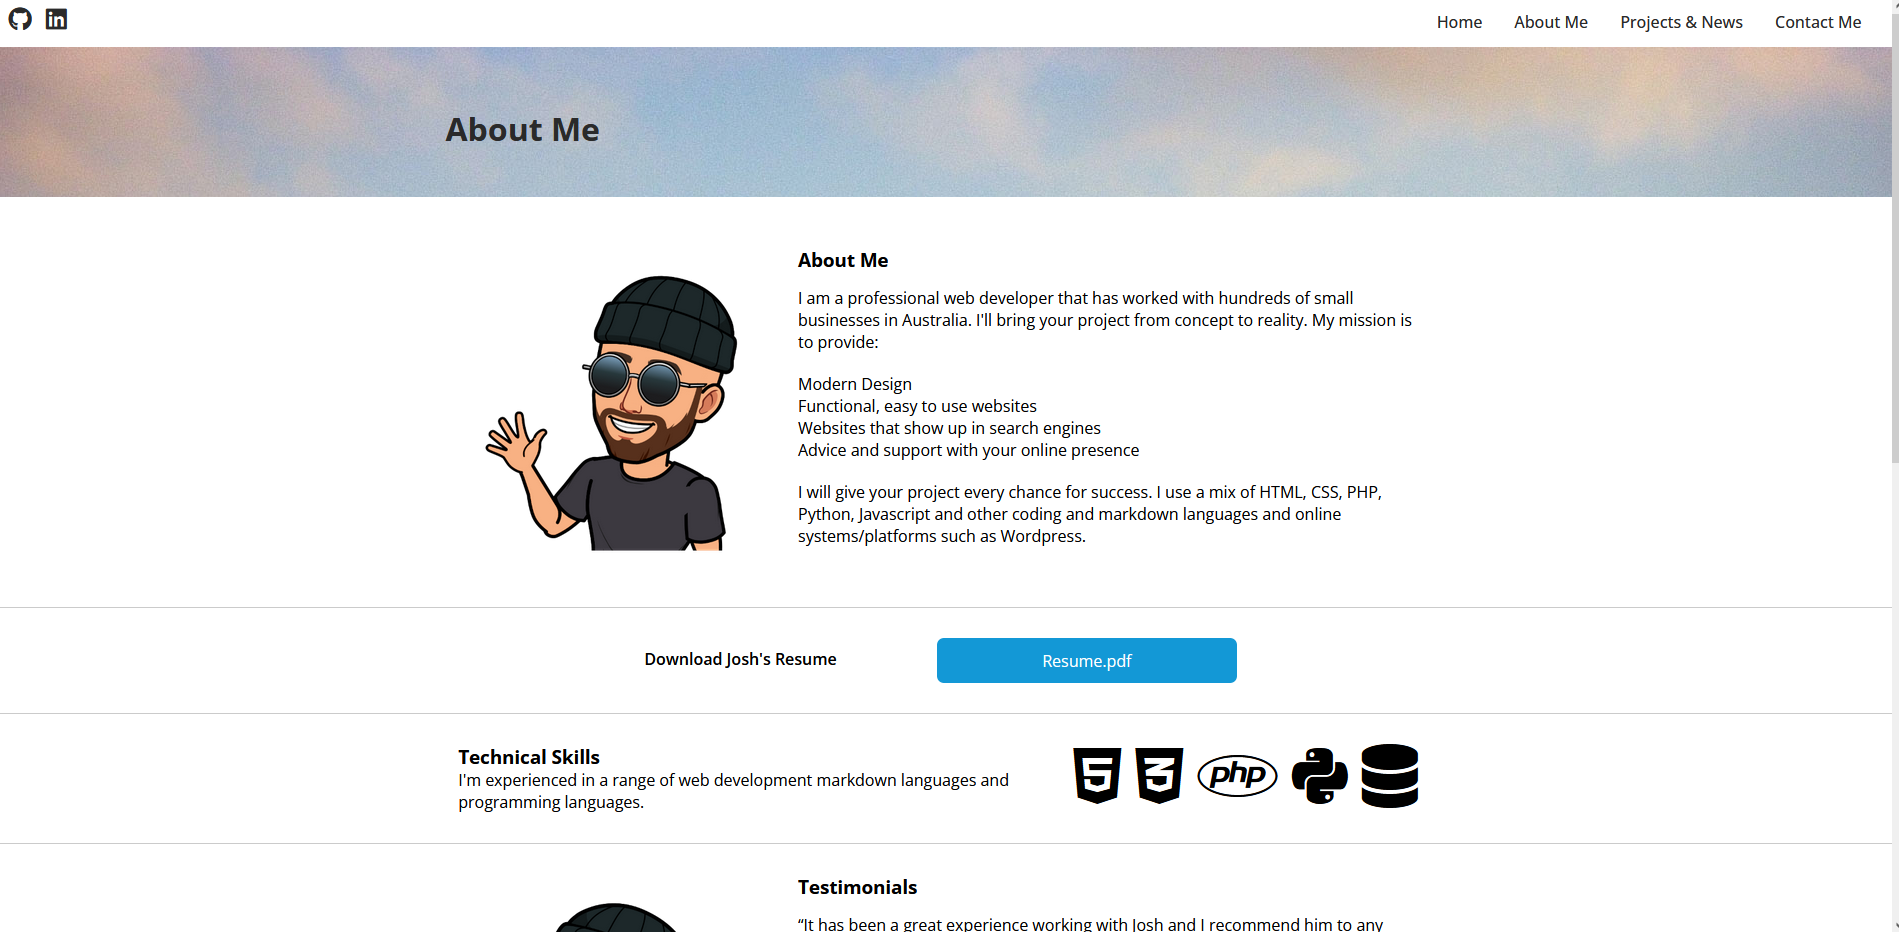 in
Home
About Me
Projects & News
Contact Me
About Me
About Me
I am a professional web developer that has worked with hundreds of small
businesses in Australia. I'll bring your project from concept to reality. My mission is
to provide:
Modern Design
Functional, easy to use websites
Websites that show up in search engines
Advice and support with your online presence
I will give your project every chance for success. I use a mix of HTML, CSS, PHP,
Python, Javascript and other coding and markdown languages and online
systems/platforms such as Wordpress.
Download Josh's Resume
Resume.pdf
Technical Skills
I'm experienced in a range of web development markdown languages and
programming languages.
5
3
php
Testimonials
“It has been a great experience working with Josh and I recommend him to any